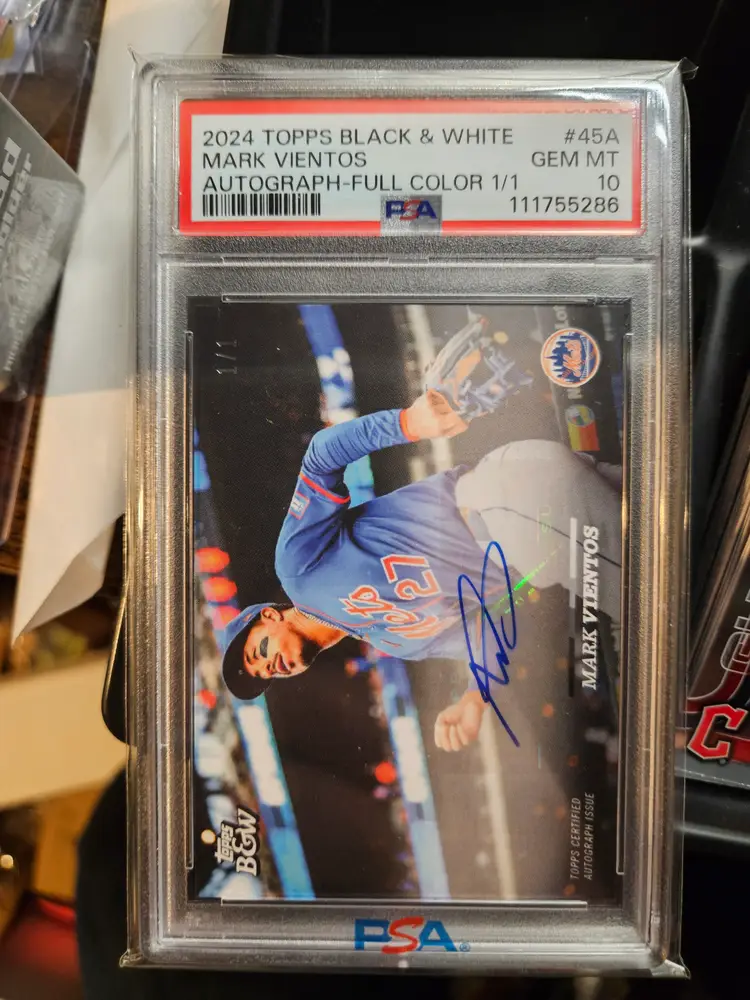 2024 TOPPS BLACK & WHITE #45A
MARK VIENTOS GEM MT
AUTOGRAPH-FULL COLOR 1/1 10
PSA 111755286
1/1
Mets
Mets 27
MARK VIENTOS
TOPPS CERTIFIED
AUTOGRAPH ISSUE
topps
B&W
PSA
C